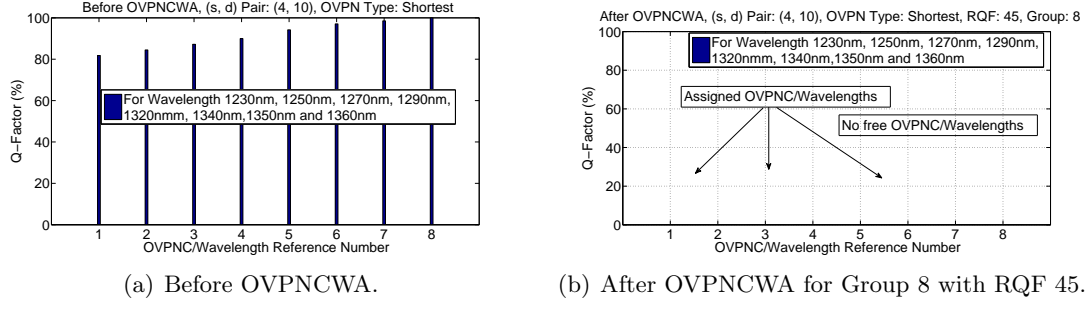 Before OVPNCWA, (s, d) Pair: (4, 10), OVPN Type: Shortest
100
80
60
40
20
0
Q−Factor (%)
For Wavelength 1230nm, 1250nm, 1270nm, 1290nm,
1320nmm, 1340nm,1350nm and 1360nm
1 2 3 4 5 6 7 8
OVPNC/Wavelength Reference Number
(a) Before OVPNCWA.
After OVPNCWA, (s, d) Pair: (4, 10), OVPN Type: Shortest, RQF: 45, Group: 8
100
80
60
40
20
0
Q−Factor (%)
For Wavelength 1230nm, 1250nm, 1270nm, 1290nm,
1320nmm, 1340nm,1350nm and 1360nm
Assigned OVPNC/Wavelengths
No free OVPNC/Wavelengths
1 2 3 4 5 6 7 8
OVPNC/Wavelength Reference Number
(b) After OVPNCWA for Group 8 with RQF 45.